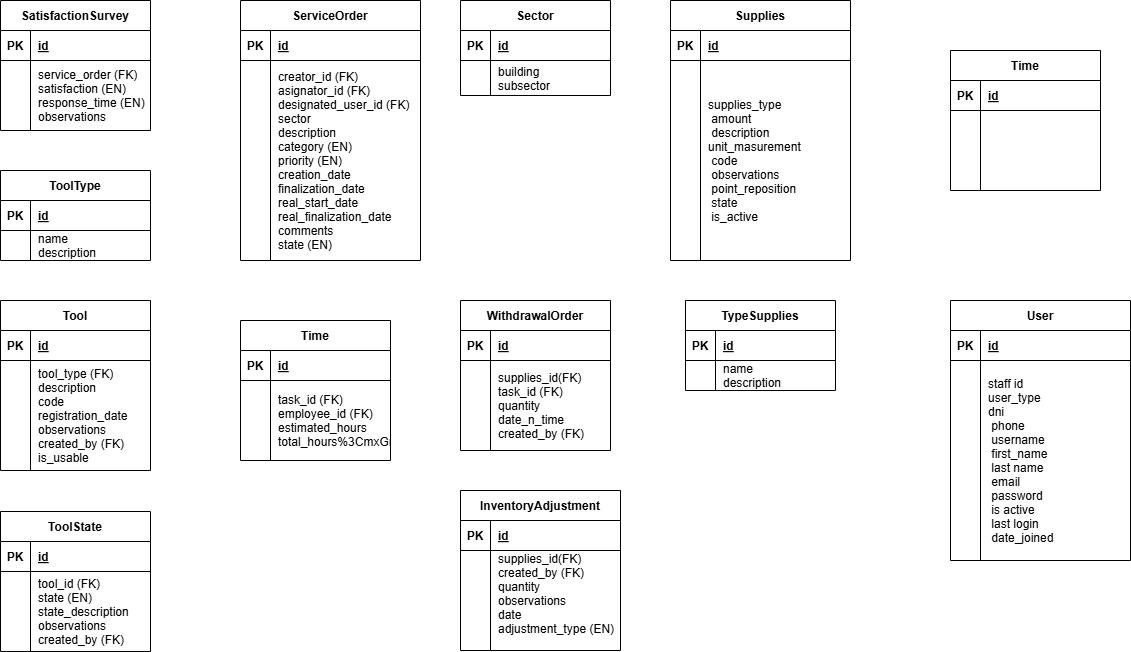 SatisfactionSurvey
PK id
service_order (FK)
satisfaction (EN)
response_time (EN)
observations
ServiceOrder
PK id
creator_id (FK)
asignator_id (FK)
designated_user_id (FK)
sector
description
category (EN)
priority (EN)
creation_date
finalization_date
real_start_date
real_finalization_date
comments
state (EN)
Sector
PK id
building
subsector
Supplies
PK id
supplies_type
amount
description
unit_masurement
code
observations
point_reposition
state
is_active
Time
PK id
ToolType
PK id
name
description
Tool
PK id
tool_type (FK)
description
code
registration_date
observations
created_by (FK)
is_usable
Time
PK id
task_id (FK)
employee_id (FK)
estimated_hours
total_hours%3CmxG
WithdrawalOrder
PK id
supplies_id(FK)
task_id (FK)
quantity
date_n_time
created_by (FK)
TypeSupplies
PK id
name
description
User
PK id
staff id
user_type
dni
phone
username
first_name
last name
email
password
is active
last login
date_joined
ToolState
PK id
tool_id (FK)
state (EN)
state_description
observations
created_by (FK)
InventoryAdjustment
PK id
supplies_id(FK)
created_by (FK)
quantity
observations
date
adjustment_type (EN)